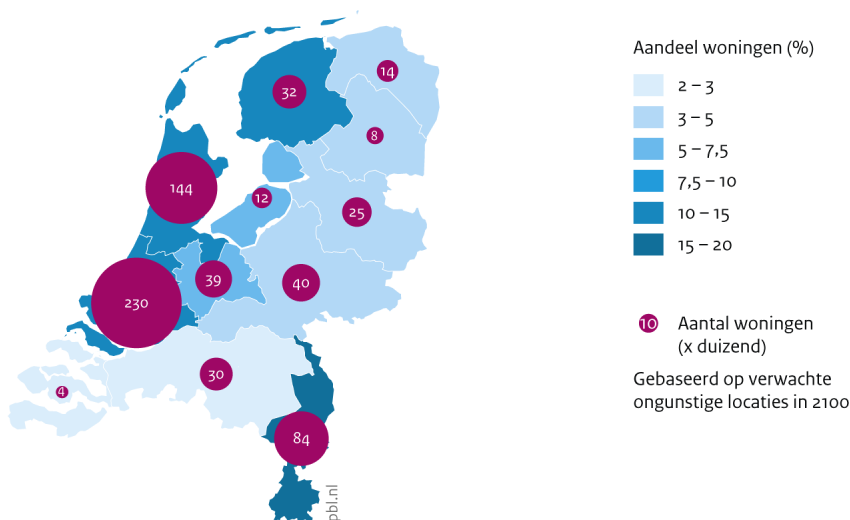 Aandeel woningen (%)
2 – 3
3 – 5
5 – 7,5
7,5 – 10
10 – 15
15 – 20
10 Aantal woningen
(x duizend)
Gebaseerd op verwachte
ongunstige locaties in 2100
14
32
8
144
12
25
39
40
230
30
4
84
pbl.nl